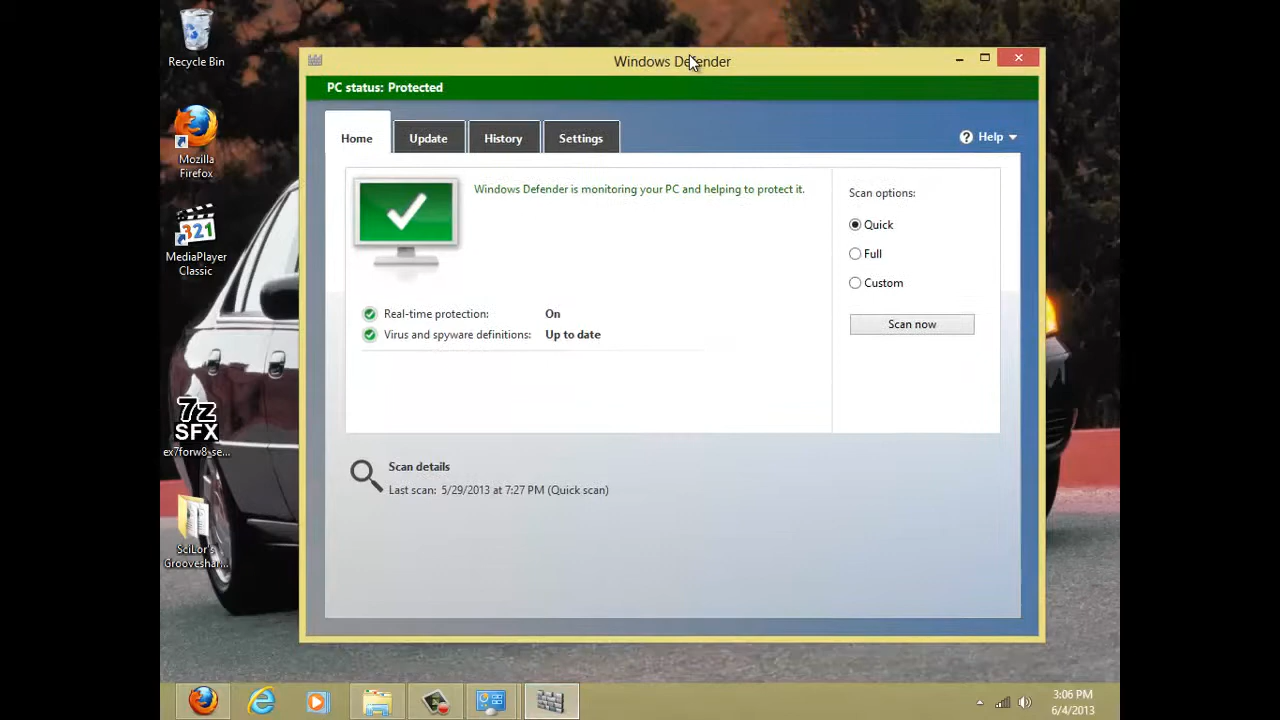 Recycle Bin
Mozilla
Firefox
321
MediaPlayer
Classic
7z
SFX
ex7forw8-se...
SciLor's
Grooveshar...
Windows Defender
PC status: Protected
Home
Update
History
Settings
Help
Windows Defender is monitoring your PC and helping to protect it.
Real-time protection: On
Virus and spyware definitions: Up to date
Scan options:
Quick
Full
Custom
Scan now
Scan details
Last scan: 5/29/2013 at 7:27 PM (Quick scan)
3:06 PM
6/4/2013